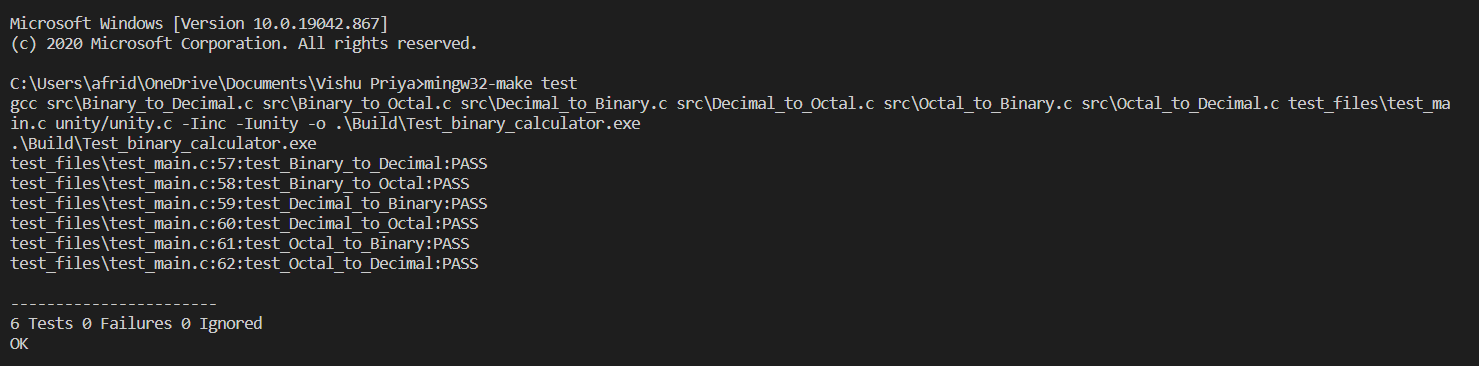 Microsoft Windows [Version 10.0.19042.867]
(c) 2020 Microsoft Corporation. All rights reserved.
C:\Users\afrid\OneDrive\Documents\Vishu Priya>mingw32-make test
gcc src\Binary_to_Decimal.c src\Binary_to_Octal.c src\Decimal_to_Binary.c src\Decimal_to_Octal.c src\Octal_to_Binary.c src\Octal_to_Decimal.c test_files\test_ma
in.c unity/unity.c -Iinc -Iunity -o .\Build\Test_binary_calculator.exe
.\Build\Test_binary_calculator.exe
test_files\test_main.c:57:test_Binary_to_Decimal:PASS
test_files\test_main.c:58:test_Binary_to_Octal:PASS
test_files\test_main.c:59:test_Decimal_to_Binary:PASS
test_files\test_main.c:60:test_Decimal_to_Octal:PASS
test_files\test_main.c:61:test_Octal_to_Binary:PASS
test_files\test_main.c:62:test_Octal_to_Decimal:PASS
-----------------------
6 Tests 0 Failures 0 Ignored
OK